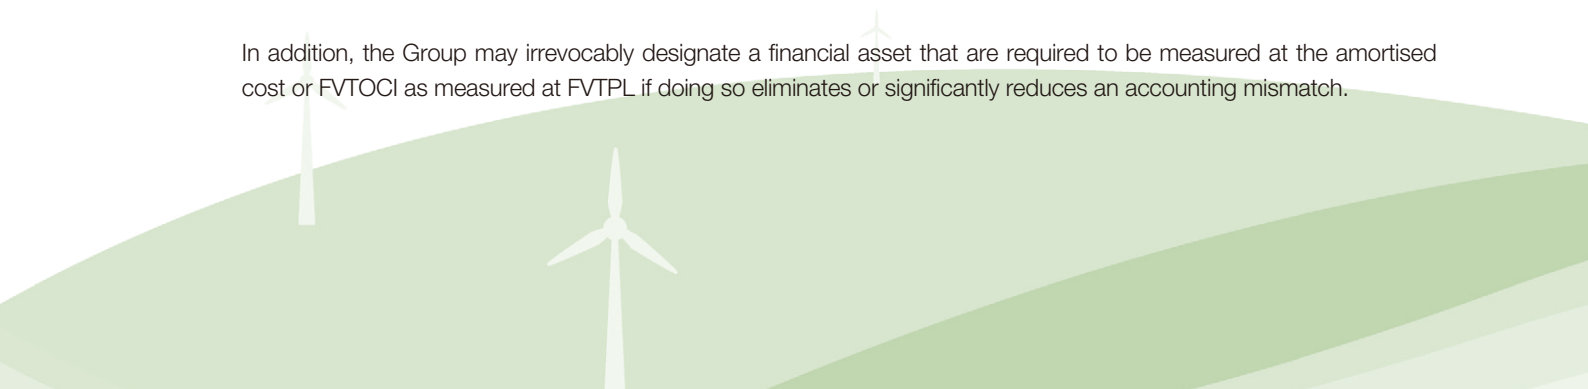 In addition, the Group may irrevocably designate a financial asset that are required to be measured at the amortised
cost or FVTOCI as measured at FVTPL if doing so eliminates or significantly reduces an accounting mismatch.